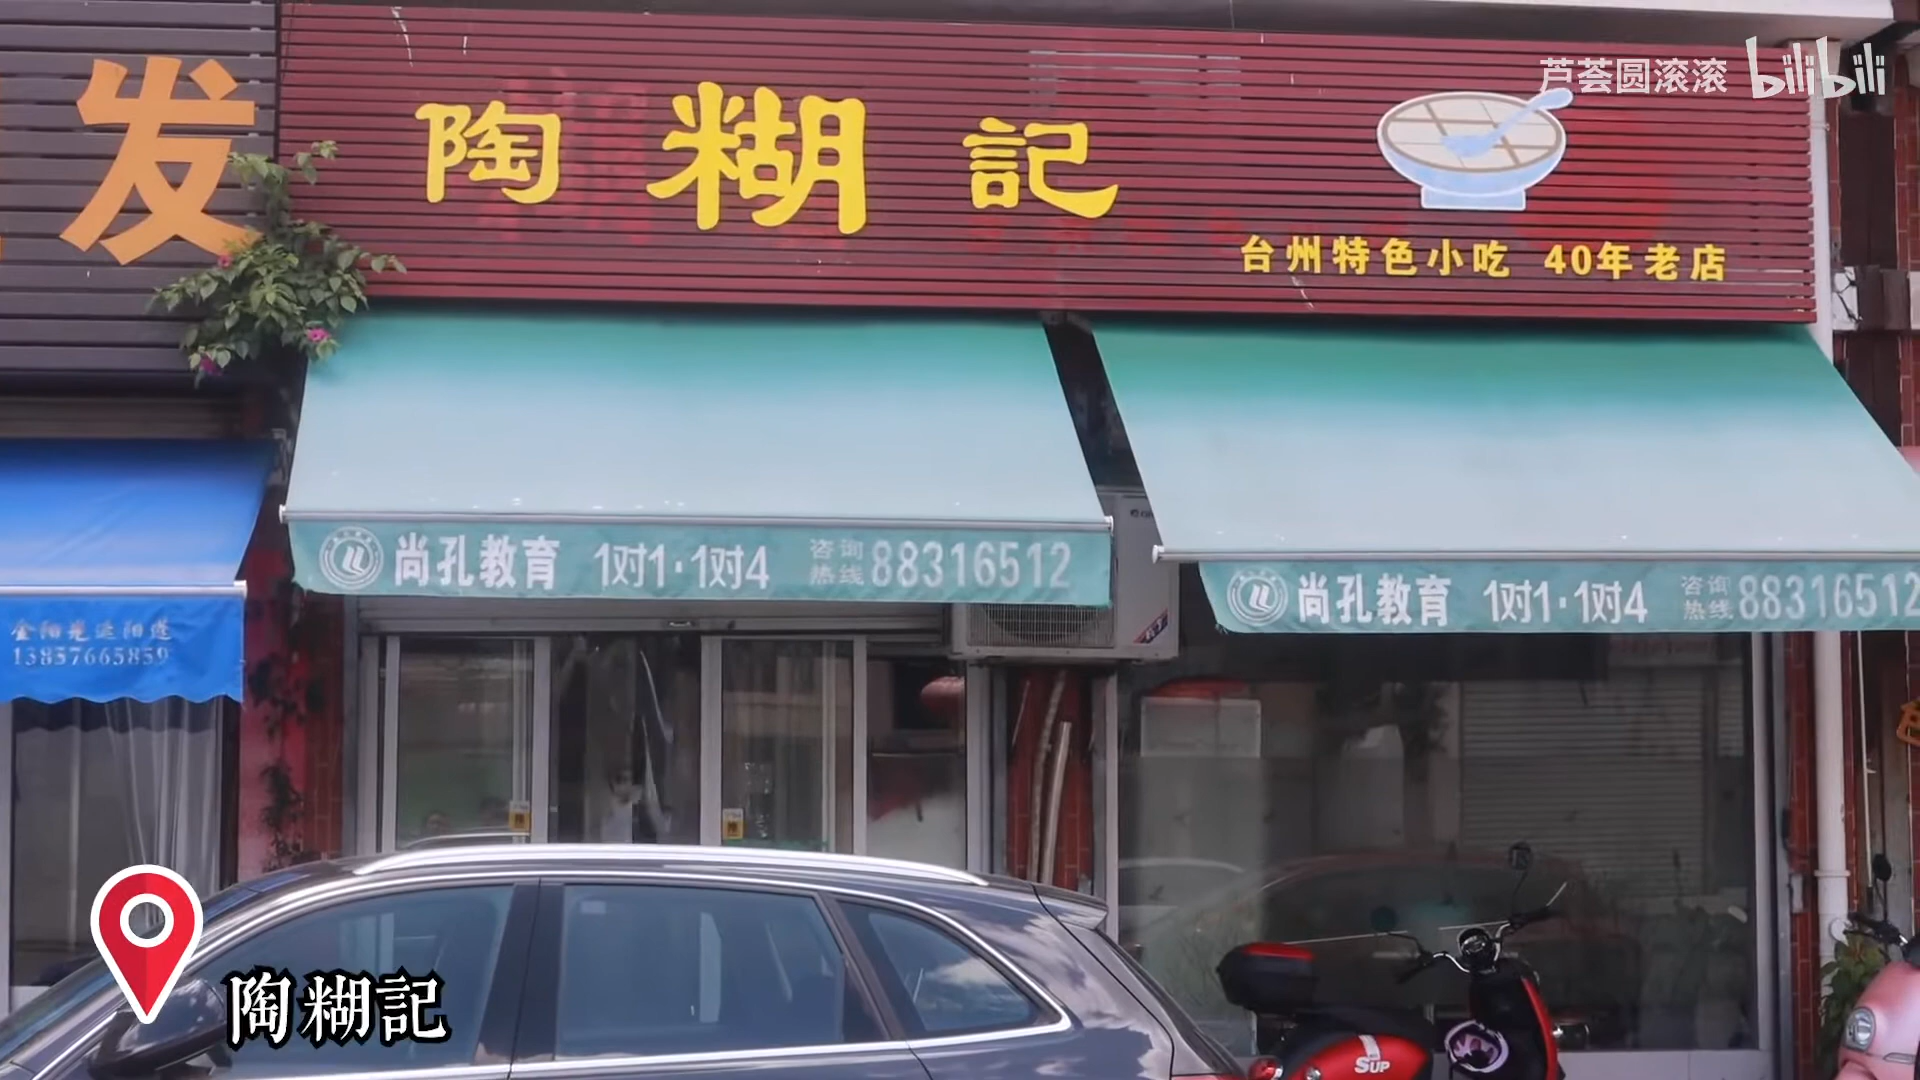 芦荟圆滚滚 bilibili
发
陶糊記
台州特色小吃 40年老店
尚孔教育 1对1·1对4 咨询热线 88316512
尚孔教育 1对1·1对4 咨询热线 88316512
13857665859
陶糊記
SUP